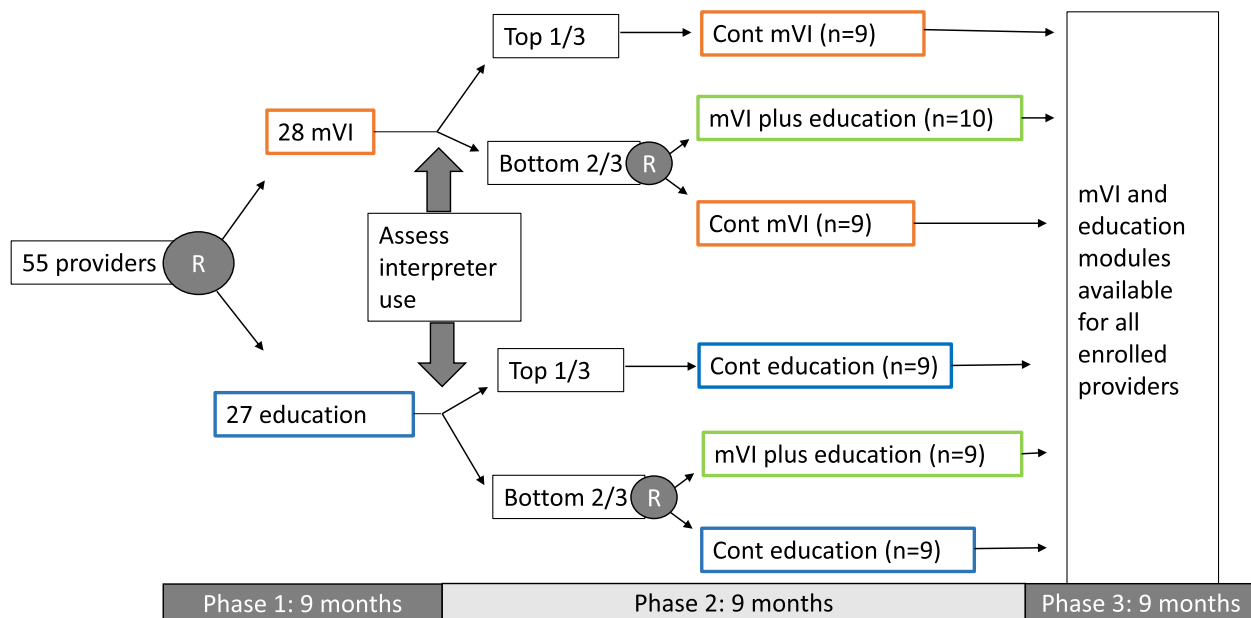 Top 1/3
Cont mVI (n=9)
28 mVI
mVI plus education (n=10)
Bottom 2/3
R
Cont mVI (n=9)
55 providers
R
Assess
interpreter
use
Top 1/3
Cont education (n=9)
27 education
mVI plus education (n=9)
Bottom 2/3
R
Cont education (n=9)
mVI and
education
modules
available
for all
enrolled
providers
Phase 1: 9 months
Phase 2: 9 months
Phase 3: 9 months